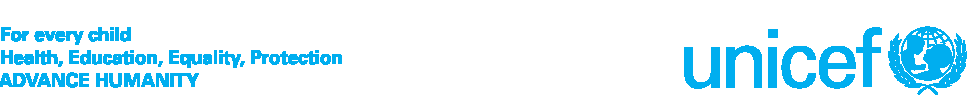 For every child
Health, Education, Equality, Protection
ADVANCE HUMANITY
unicef